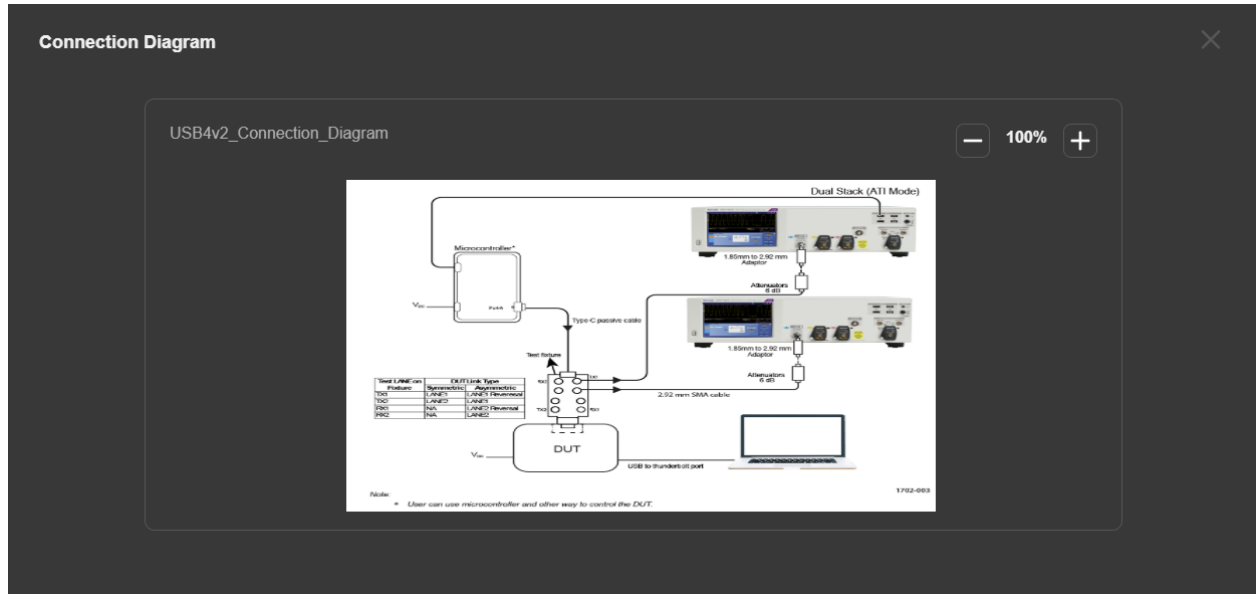 Connection Diagram
USB4v2_Connection_Diagram
100%
Dual Stack (ATI Mode)
Microcontroller*
1.85mm to 2.92 mm
Adaptor
Attenuators
6 dB
Type-C passive cable
1.85mm to 2.92 mm
Adaptor
Test fixture
Attenuators
6 dB
TX1
Test LANE on Fixture DUT Link Type
Symmetric Asymmetric
TX1 LANE1 LANE1 Reversal
TX2 LANE2 LANE1
RX1 NA LANE2 Reversal
RX2 NA LANE2
2.92 mm SMA cable
TX2 RX1
DUT
USB to thunderbolt port
Note:
1702-003
* User can use microcontroller and other way to control the DUT.